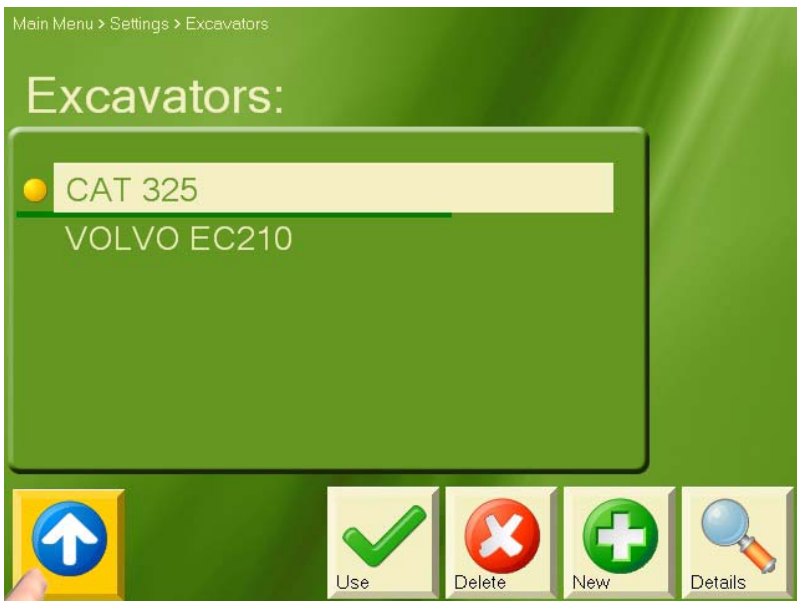 Main Menu > Settings > Excavators
Excavators:
CAT 325
VOLVO EC210
Use
Delete
New
Details